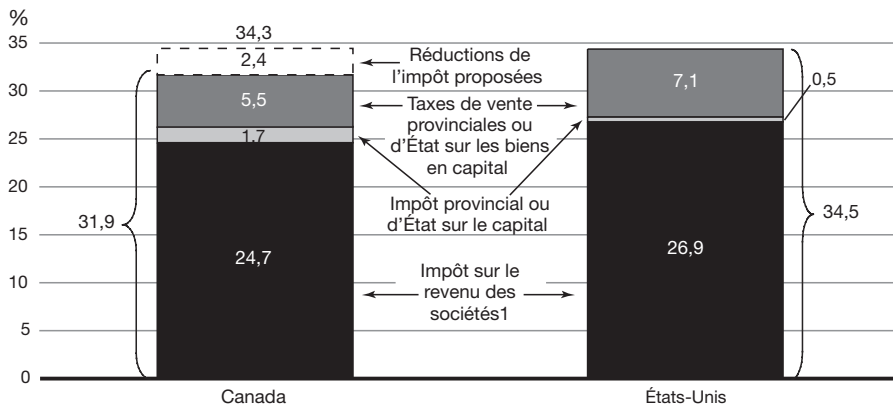 %
35
30
25
20
15
10
5
0
34,3
2,4
5,5
1,7
24,7
31,9
Réductions de
l'impôt proposées
Taxes de vente
provinciales ou
d'État sur les biens
en capital
Impôt provincial ou
d'État sur le capital
Impôt sur le
revenu des
sociétés1
7,1
0,5
26,9
34,5
Canada
États-Unis